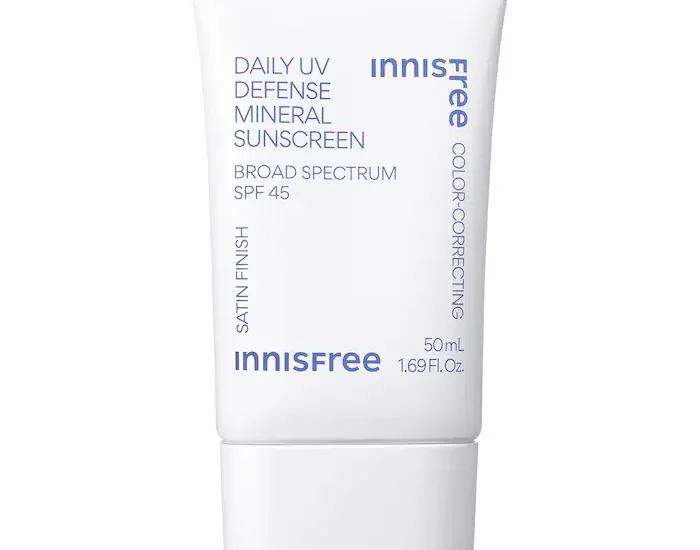 DAILY UV
DEFENSE
MINERAL
SUNSCREEN
BROAD SPECTRUM
SPF 45
innisfree
COLOR-CORRECTING
SATIN FINISH
50 mL
1.69 Fl. Oz.
innisfree